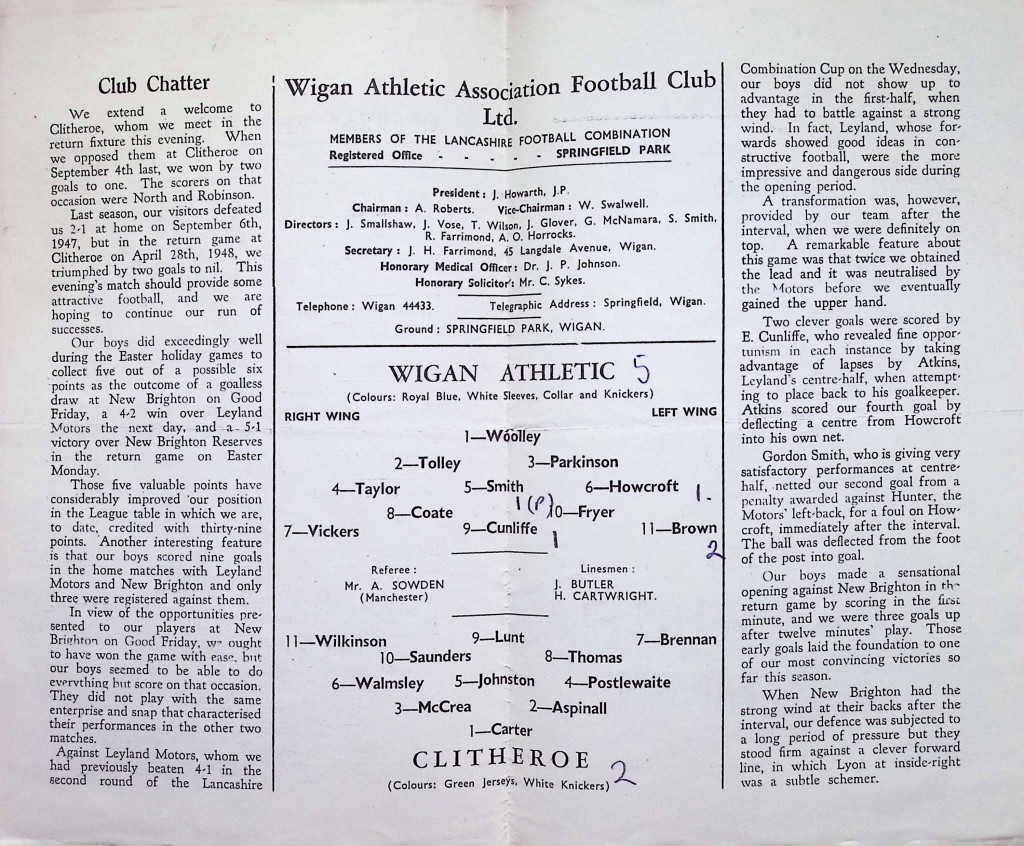 Club Chatter
We extend a welcome to
Clitheroe, whom we meet in the
return fixture this evening. When
we opposed them at Clitheroe on
September 4th last, we won by two
goals to one. The scorers on that
occasion were North and Robinson.
Last season, our visitors defeated
us 2-1 at home on September 6th,
1947, but in the return game at
Clitheroe on April 28th, 1948, we
triumphed by two goals to nil. This
evening's match should provide some
attractive football, and we are
hoping to continue our run of
successes.
Our boys did exceedingly well
during the Easter holiday games to
collect five out of a possible six
points as the outcome of a goalless
draw at New Brighton on Good
Friday, a 4-2 win over Leyland
Motors the next day, and a 5-1
victory over New Brighton Reserves
in the return game on Easter
Monday.
Those five valuable points have
considerably improved our position
in the League table in which we are,
to date, credited with thirty-nine
points. Another interesting feature
is that our boys scored nine goals
in the home matches with Leyland
Motors and New Brighton and only
three were registered against them.
In view of the opportunities pre-
sented to our players at New
Brighton on Good Friday, we ought
to have won the game with ease, but
our boys seemed to be able to do
everything but score on that occasion.
They did not play with the same
enterprise and snap that characterised
their performances in the other two
matches.
Against Leyland Motors, whom we
had previously beaten 4-1 in the
second round of the Lancashire
Wigan Athletic Association Football Club
Ltd.
MEMBERS OF THE LANCASHIRE FOOTBALL COMBINATION
Registered Office - - - - - SPRINGFIELD PARK
President: J. Howarth, J.P.
Chairman: A. Roberts. Vice-Chairman: W. Swalwell.
Directors: J. Smallshaw, J. Vose, T. Wilson, J. Glover, G. McNamara, S. Smith,
R. Farrimond, A. O. Horrocks.
Secretary: J. H. Farrimond, 45 Langdale Avenue, Wigan.
Honorary Medical Officer: Dr. J. P. Johnson.
Honorary Solicitor: Mr. C. Sykes.
Telephone: Wigan 44433. Telegraphic Address: Springfield, Wigan.
Ground: SPRINGFIELD PARK, WIGAN.
WIGAN ATHLETIC 5
(Colours: Royal Blue, White Sleeves, Collar and Knickers)
RIGHT WING LEFT WING
1—Woolley
2—Tolley 3—Parkinson
4—Taylor 5—Smith 1(P) 6—Howcroft 1.
8—Coate 10—Fryer
7—Vickers 9—Cunliffe 1 11—Brown 2
Referee: Linesmen:
Mr. A. SOWDEN J. BUTLER
(Manchester) H. CARTWRIGHT.
11—Wilkinson 9—Lunt 7—Brennan
10—Saunders 8—Thomas
6—Walmsley 5—Johnston 4—Postlewaite
3—McCrea 2—Aspinall
1—Carter
CLITHEROE 2
(Colours: Green Jerseys, White Knickers)
Combination Cup on the Wednesday,
our boys did not show up to
advantage in the first-half, when
they had to battle against a strong
wind. In fact, Leyland, whose for-
wards showed good ideas in con-
structive football, were the more
impressive and dangerous side during
the opening period.
A transformation was, however,
provided by our team after the
interval, when we were definitely on
top. A remarkable feature about
this game was that twice we obtained
the lead and it was neutralised by
the Motors before we eventually
gained the upper hand.
Two clever goals were scored by
E. Cunliffe, who revealed fine oppor-
tunism in each instance by taking
advantage of lapses by Atkins,
Leyland's centre-half, when attempt-
ing to place back to his goalkeeper.
Atkins scored our fourth goal by
deflecting a centre from Howcroft
into his own net.
Gordon Smith, who is giving very
satisfactory performances at centre-
half, netted our second goal from a
penalty awarded against Hunter, the
Motors' left-back, for a foul on How-
croft, immediately after the interval.
The ball was deflected from the foot
of the post into goal.
Our boys made a sensational
opening against New Brighton in the
return game by scoring in the first
minute, and we were three goals up
after twelve minutes' play. Those
early goals laid the foundation to one
of our most convincing victories so
far this season.
When New Brighton had the
strong wind at their backs after the
interval, our defence was subjected to
a long period of pressure but they
stood firm against a clever forward
line, in which Lyon at inside-right
was a subtle schemer.